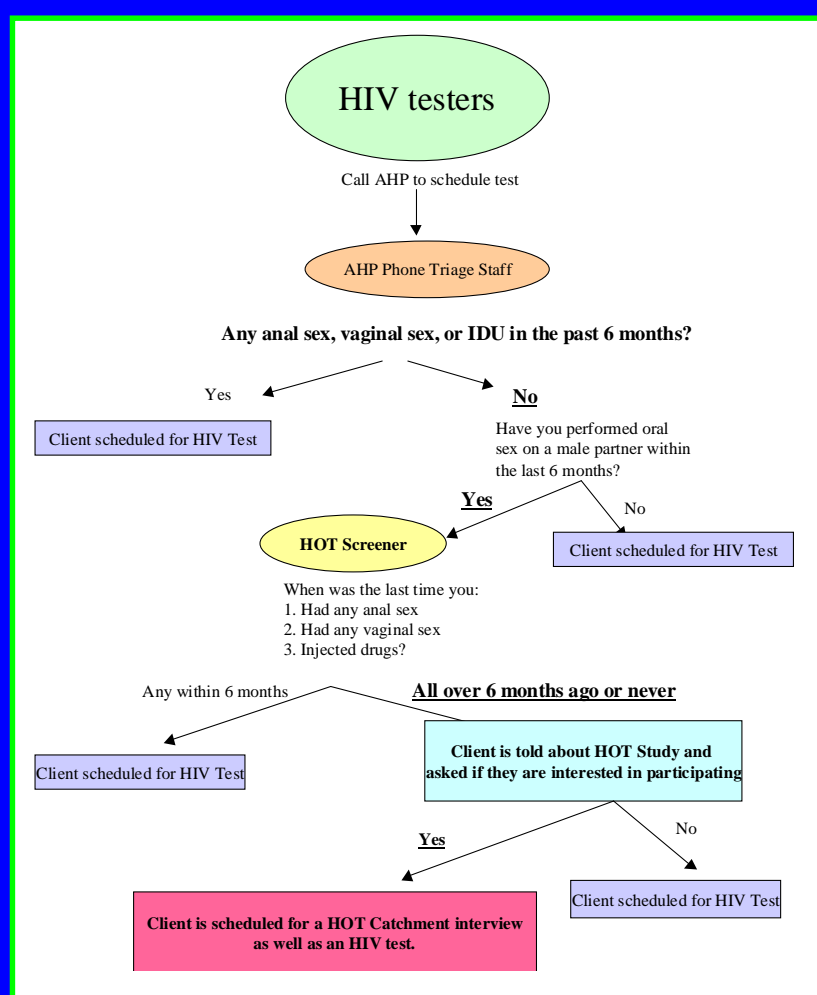 HIV testers
Call AHP to schedule test
AHP Phone Triage Staff
Any anal sex, vaginal sex, or IDU in the past 6 months?
Yes
No
Client scheduled for HIV Test
Have you performed oral
sex on a male partner within
the last 6 months?
Yes
No
HOT Screener
Client scheduled for HIV Test
When was the last time you:
1. Had any anal sex
2. Had any vaginal sex
3. Injected drugs?
Any within 6 months
All over 6 months ago or never
Client scheduled for HIV Test
Client is told about HOT Study and
asked if they are interested in participating
Yes
No
Client scheduled for HIV Test
Client is scheduled for a HOT Catchment interview
as well as an HIV test.